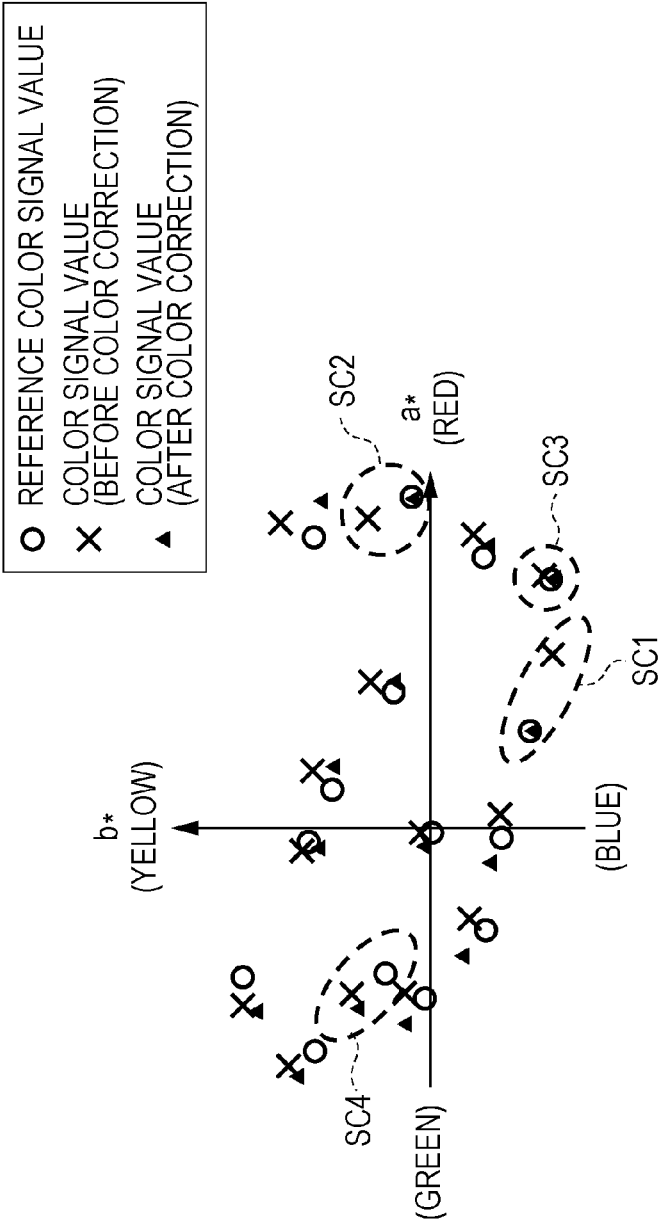 REFERENCE COLOR SIGNAL VALUE
COLOR SIGNAL VALUE
(BEFORE COLOR CORRECTION)
COLOR SIGNAL VALUE
(AFTER COLOR CORRECTION)
b*
(YELLOW)
SC2
a*
(RED)
SC3
SC1
(BLUE)
SC4
(GREEN)